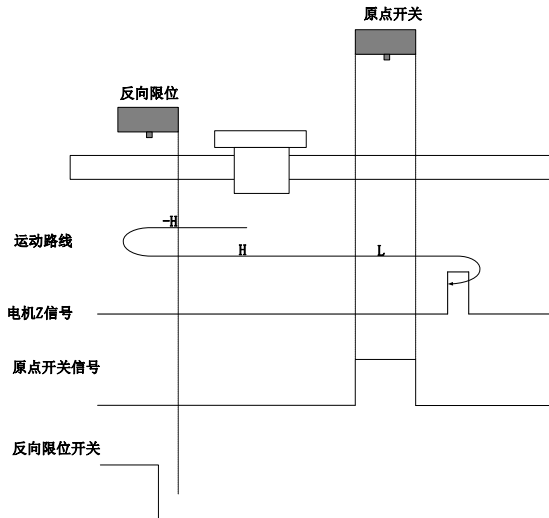 原点开关
反向限位
-H
运动路线
H
L
电机Z信号
原点开关信号
反向限位开关